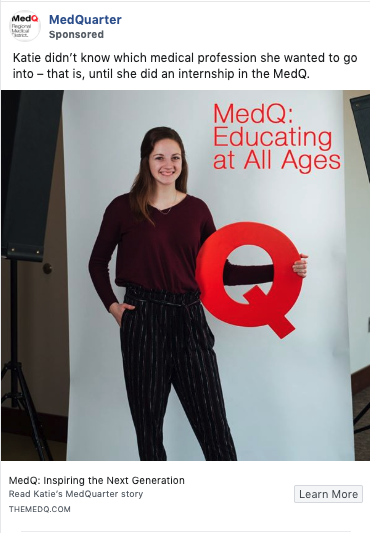 MedQ
Regional
Medical
District.
MedQuarter
Sponsored
Katie didn’t know which medical profession she wanted to go
into – that is, until she did an internship in the MedQ.
MedQ:
Educating
at All Ages
Q
MedQ: Inspiring the Next Generation
Read Katie’s MedQuarter story
THEMEDQ.COM
Learn More